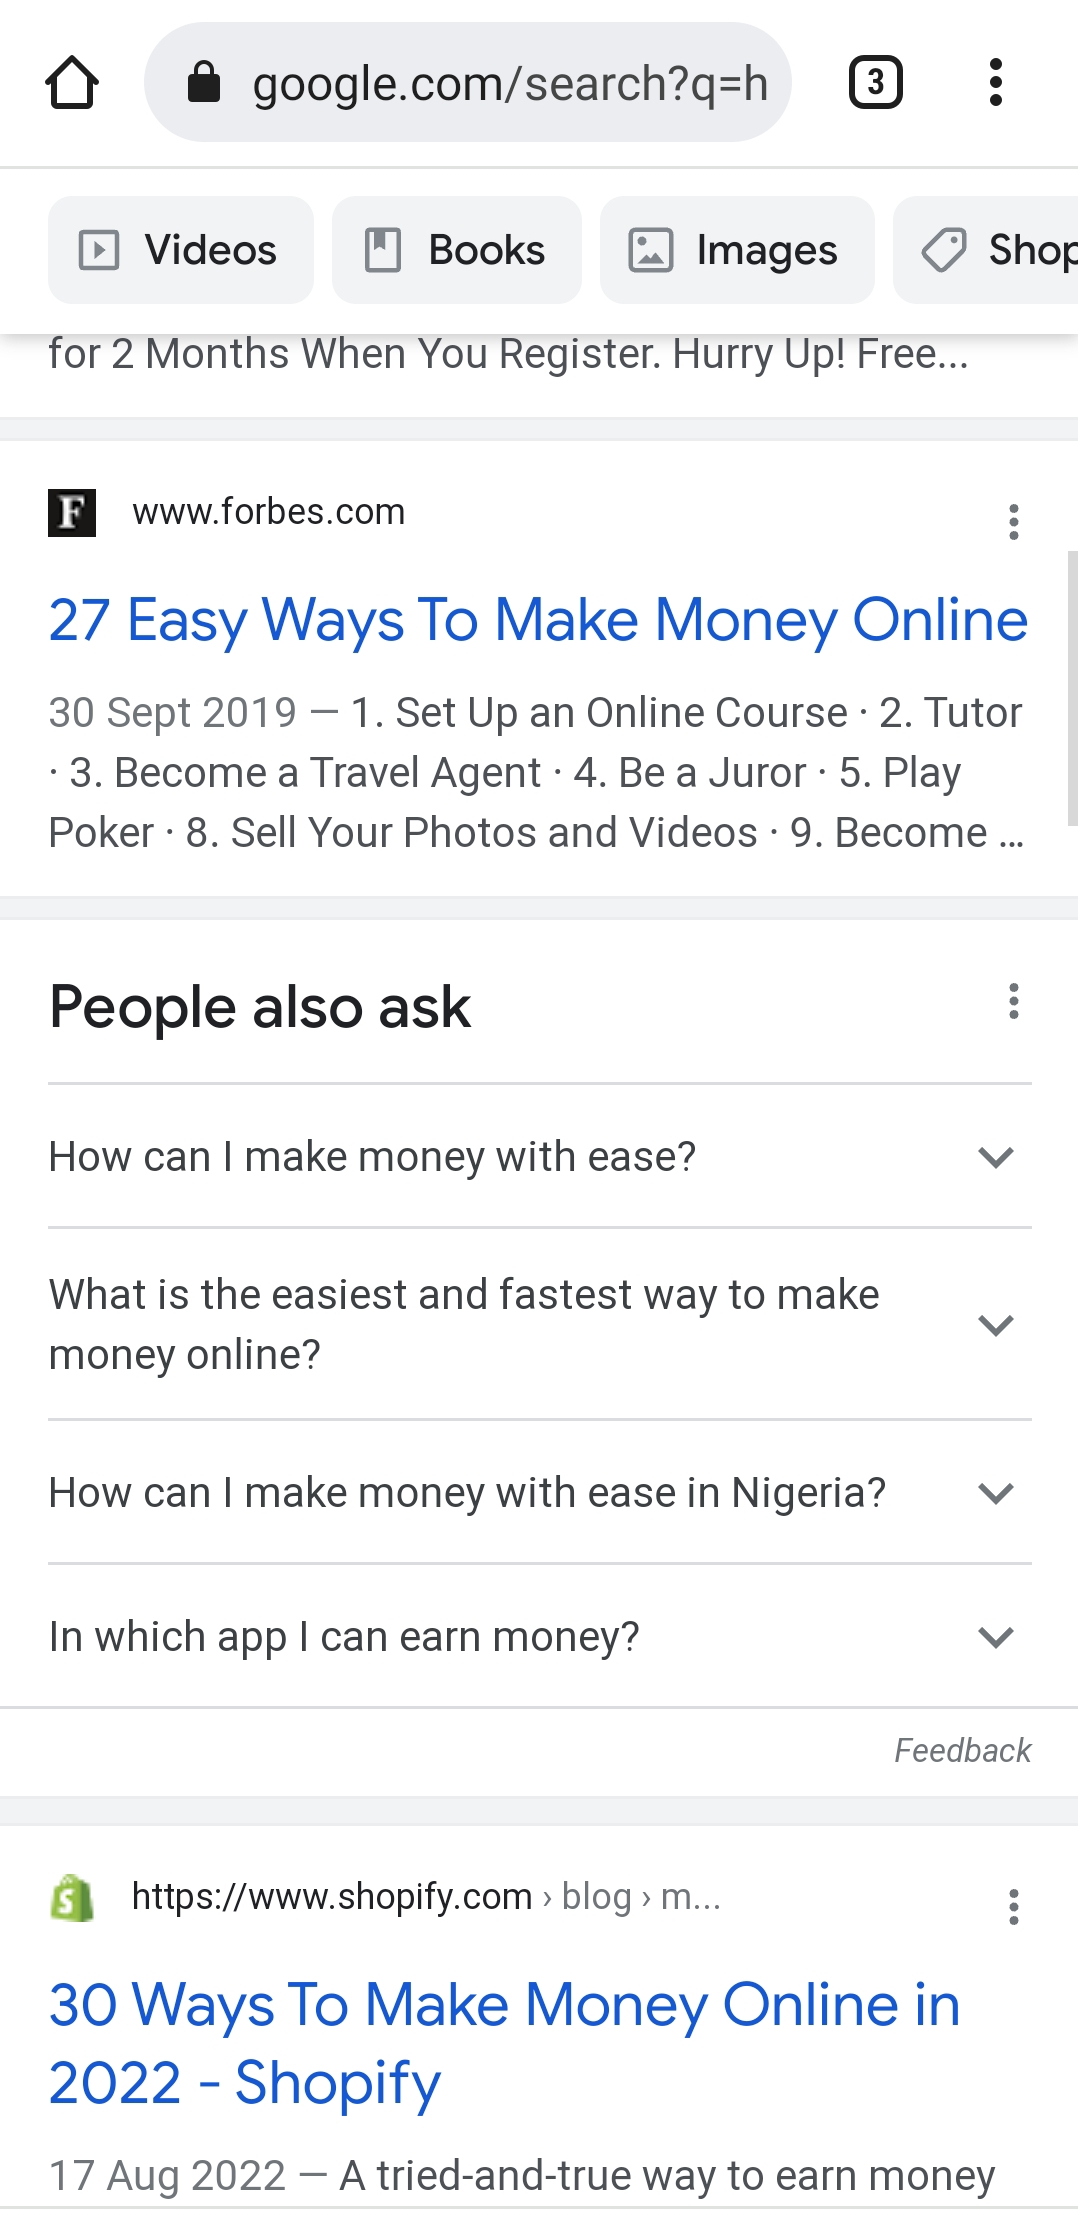 google.com/search?q=h
3
Videos
Books
Images
Shop
for 2 Months When You Register. Hurry Up! Free...
F
www.forbes.com
27 Easy Ways To Make Money Online
30 Sept 2019 — 1. Set Up an Online Course · 2. Tutor
· 3. Become a Travel Agent · 4. Be a Juror · 5. Play
Poker · 8. Sell Your Photos and Videos · 9. Become ...
People also ask
How can I make money with ease?
What is the easiest and fastest way to make
money online?
How can I make money with ease in Nigeria?
In which app I can earn money?
Feedback
S
https://www.shopify.com › blog › m...
30 Ways To Make Money Online in
2022 - Shopify
17 Aug 2022 — A tried-and-true way to earn money